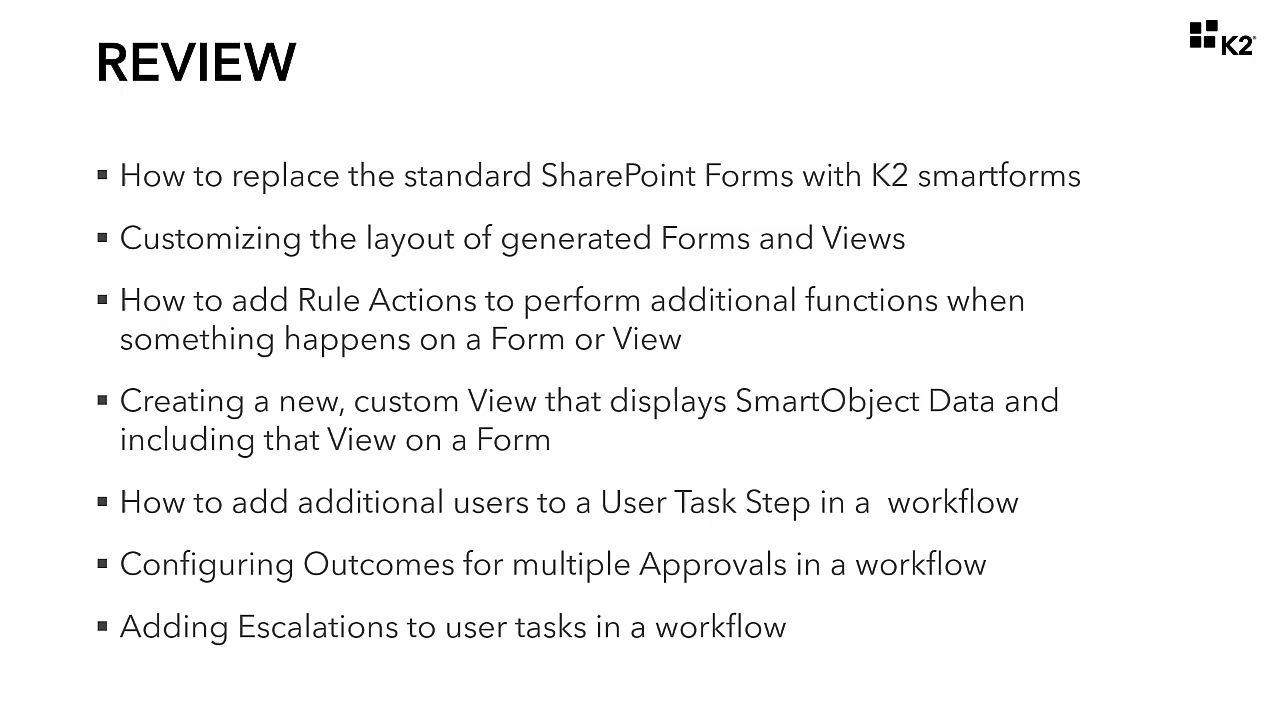 REVIEW
K2
▪ How to replace the standard SharePoint Forms with K2 smartforms
▪ Customizing the layout of generated Forms and Views
▪ How to add Rule Actions to perform additional functions when
something happens on a Form or View
▪ Creating a new, custom View that displays SmartObject Data and
including that View on a Form
▪ How to add additional users to a User Task Step in a  workflow
▪ Configuring Outcomes for multiple Approvals in a workflow
▪ Adding Escalations to user tasks in a workflow